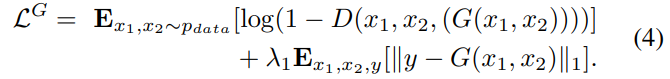 ℒ^G = E_{x_1,x_2∼p_{data}}[log(1 − D(x_1, x_2, (G(x_1, x_2))))]
+ λ_1E_{x_1,x_2,y}[‖y − G(x_1, x_2)‖_1]. (4)